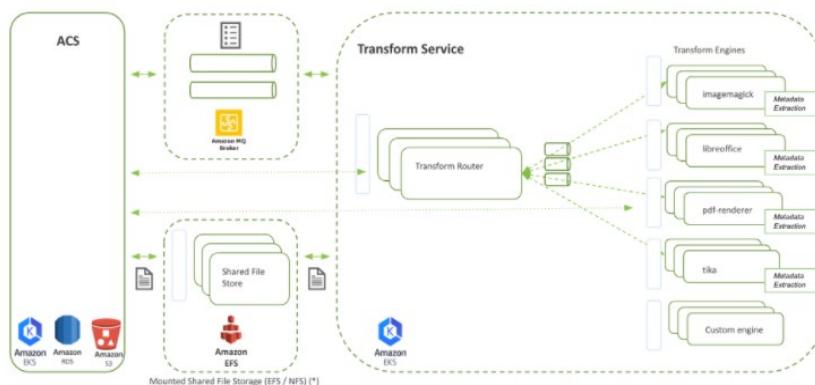 ACS
Transform Service
Transform Engines
imagemagick
Metadata
Extraction
Amazon MQ
Broker
libreoffice
Metadata
Extraction
Transform Router
pdf-renderer
Metadata
Extraction
Shared File
Store
tika
Metadata
Extraction
Custom engine
Amazon
EKS
Amazon
RDS
Amazon
S3
Amazon
EFS
Amazon
EKS
Mounted Shared File Storage (EFS / NFS) (*)